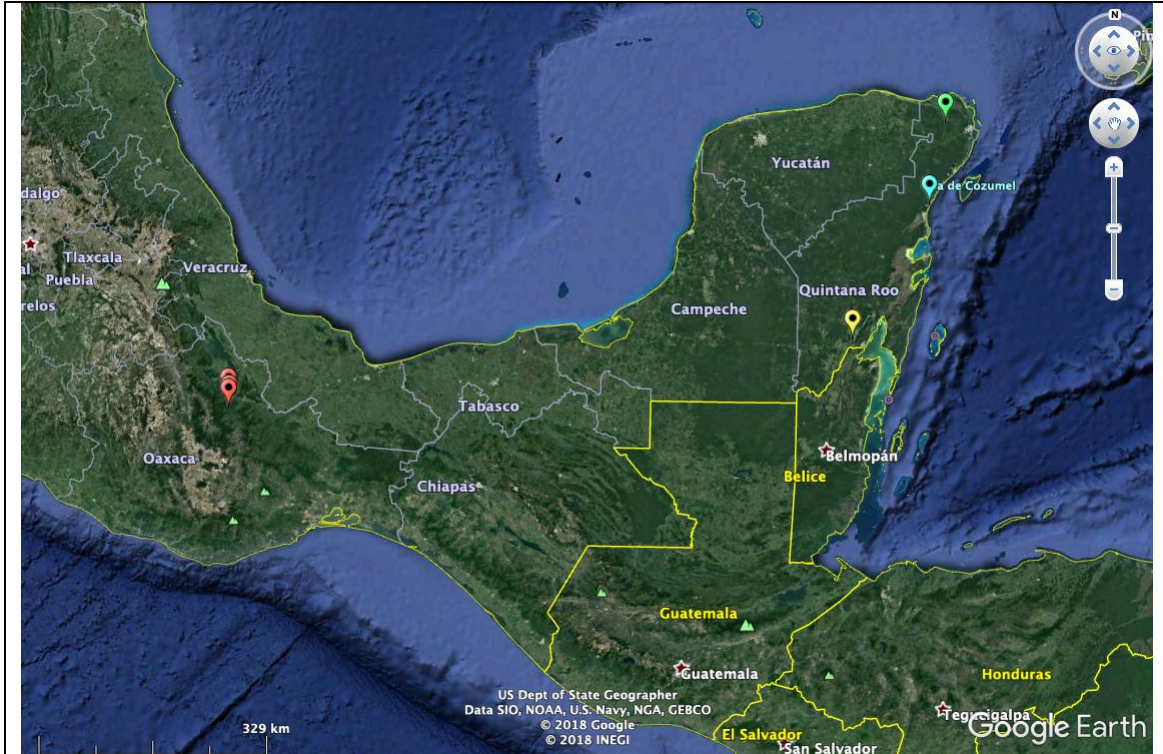 N
Pin
Yucatán
a de Cozumel
dalgo
Tlaxcala
al
Puebla
Veracruz
relos
Quintana Roo
Campeche
Tabasco
Oaxaca
Belmopán
Belice
Chiapas
Guatemala
Guatemala
Honduras
US Dept of State Geographer
Data SIO, NOAA, U.S. Navy, NGA, GEBCO
© 2018 Google
© 2018 INEGI
329 km
Tegucigalpa
Google Earth
El Salvador
San Salvador